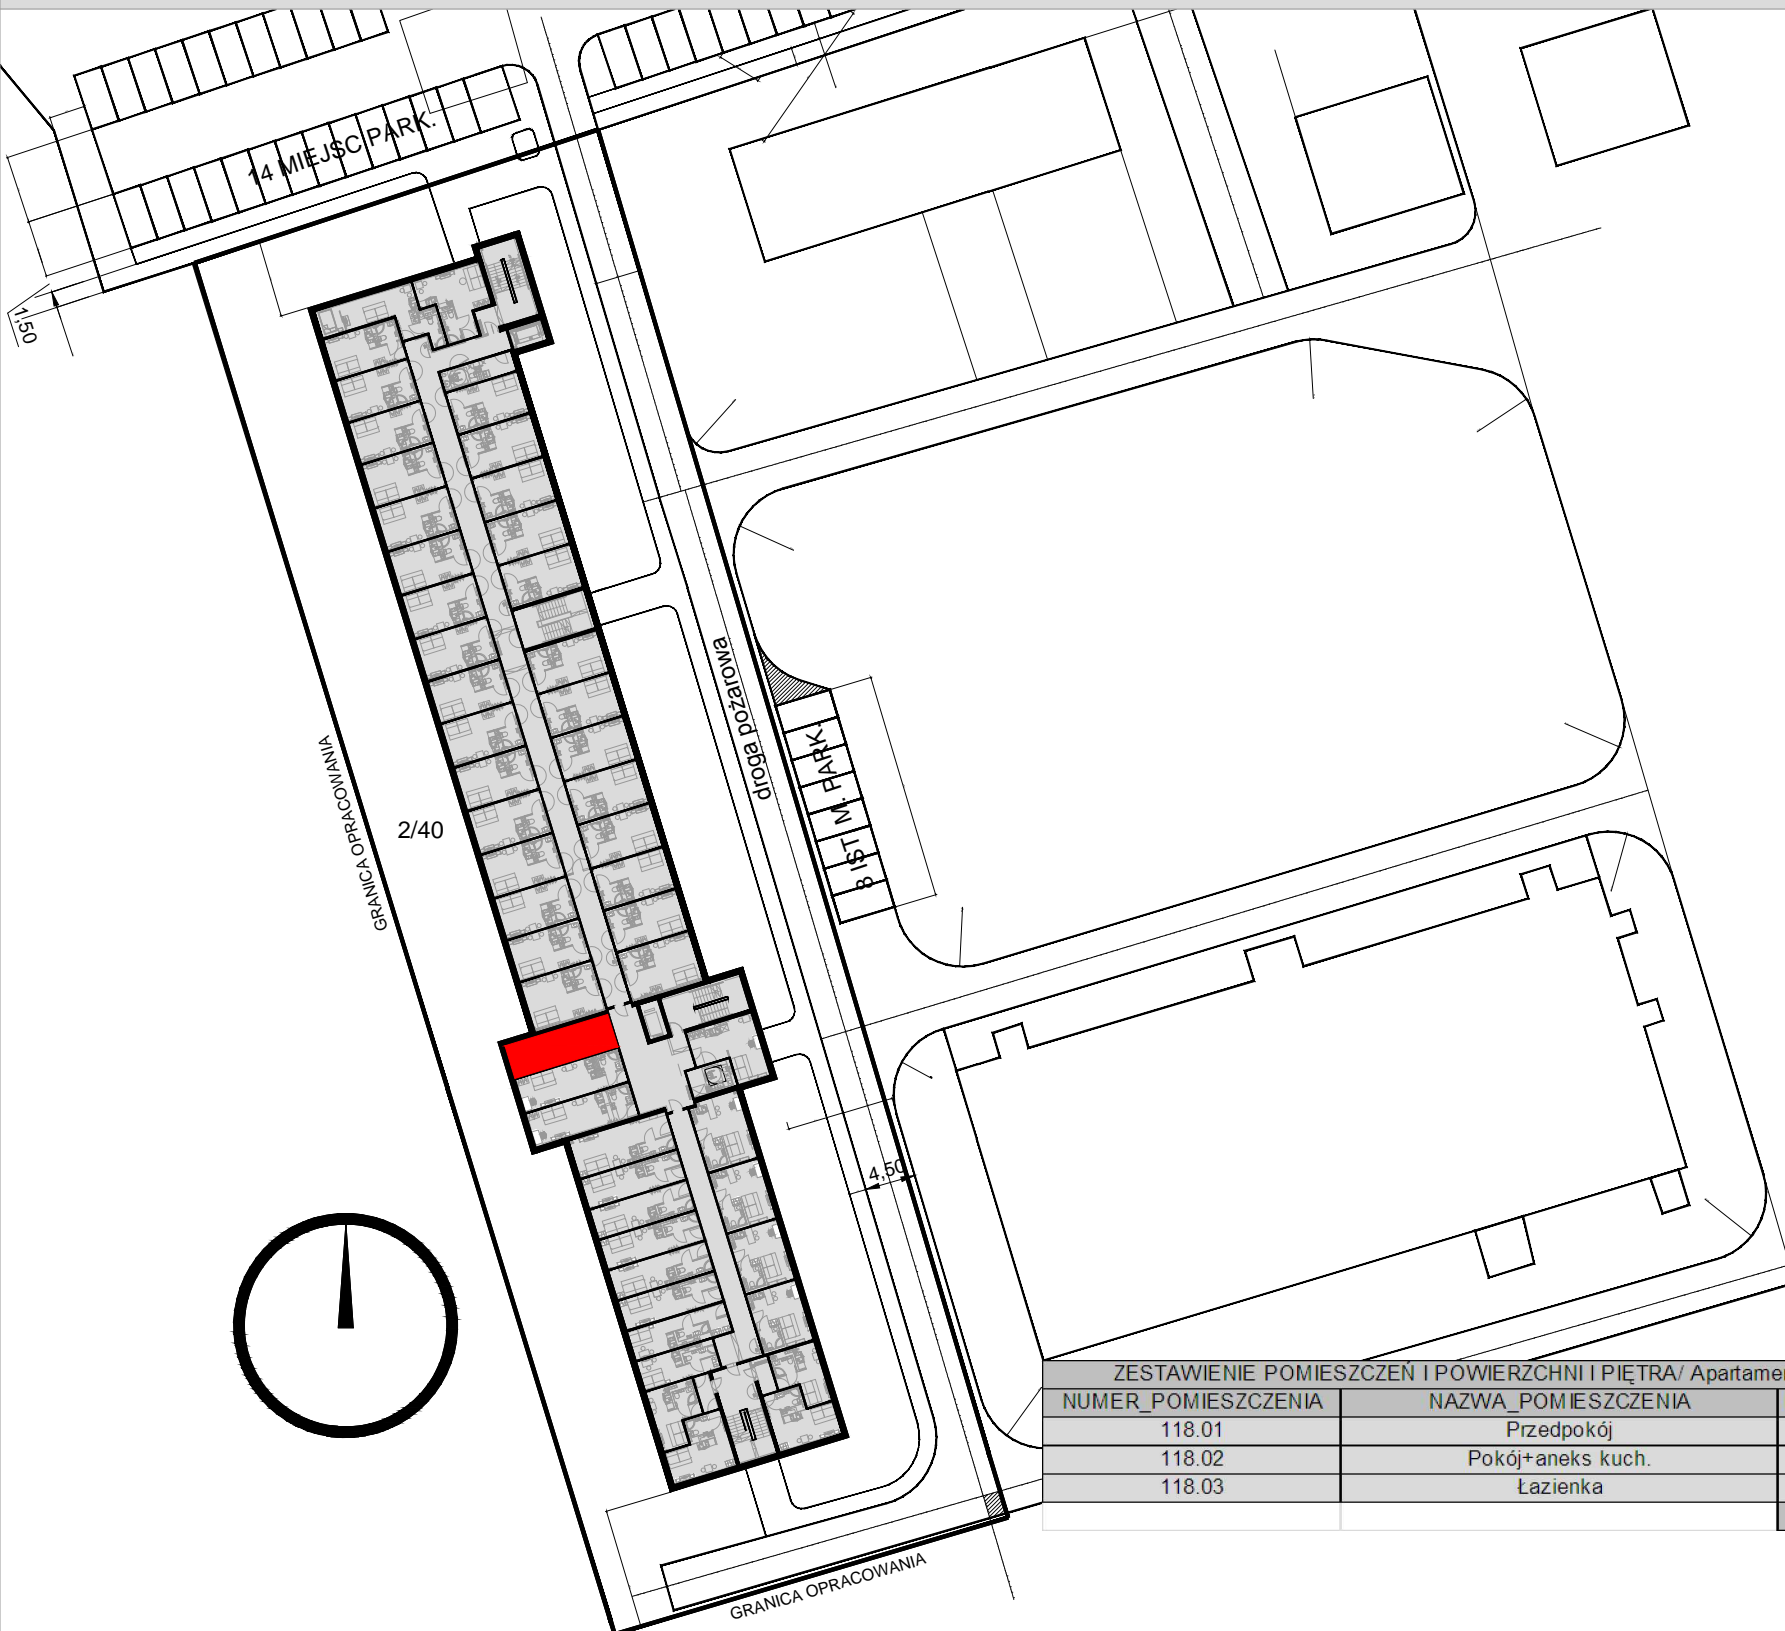 14 MIEJSC PARK.
1,50
droga pożarowa
GRANICA OPRACOWANIA
2/40
8 IST M. PARK.
4,50
ZESTAWIENIE POMIESZCZEŃ I POWIERZCHNI I PIĘTRA/ Apartamen
NUMER_POMIESZCZENIA NAZWA_POMIESZCZENIA
118.01 Przedpokój
118.02 Pokój+aneks kuch.
118.03 Łazienka
GRANICA OPRACOWANIA